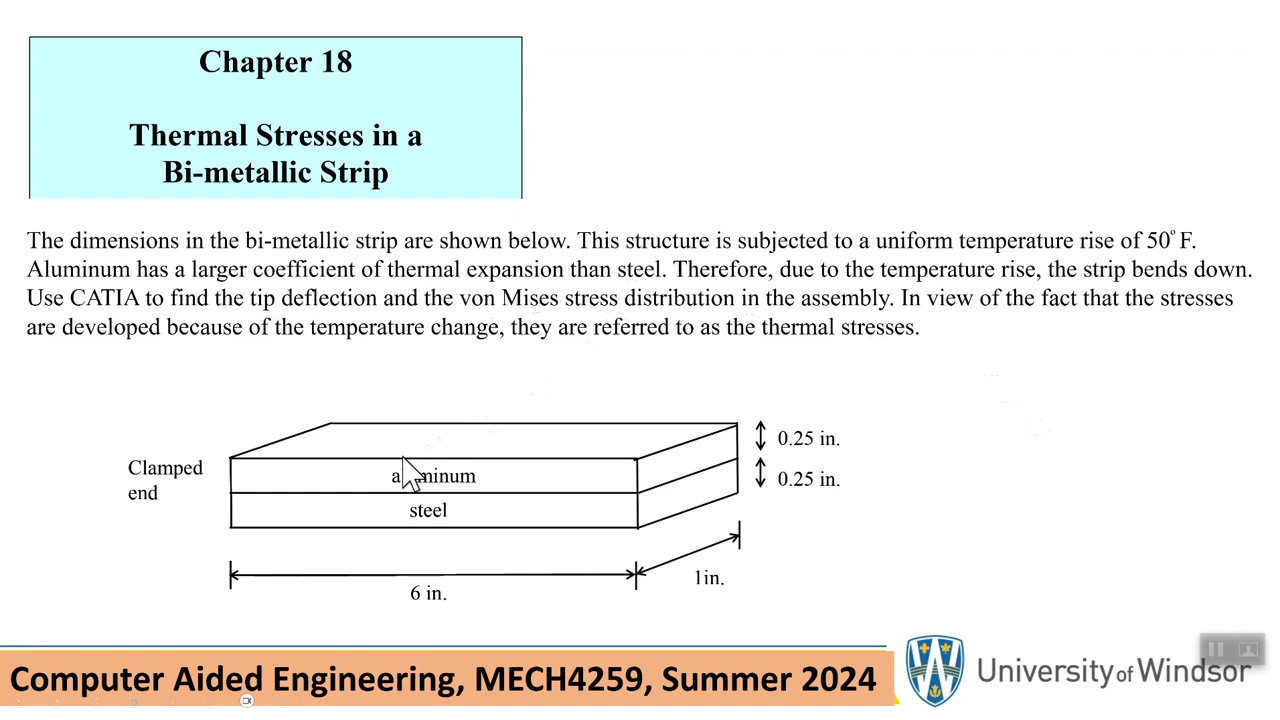 Chapter 18
Thermal Stresses in a
Bi-metallic Strip
The dimensions in the bi-metallic strip are shown below. This structure is subjected to a uniform temperature rise of 50° F.
Aluminum has a larger coefficient of thermal expansion than steel. Therefore, due to the temperature rise, the strip bends down.
Use CATIA to find the tip deflection and the von Mises stress distribution in the assembly. In view of the fact that the stresses
are developed because of the temperature change, they are referred to as the thermal stresses.
0.25 in.
Clamped
end
aluminum
0.25 in.
steel
1in.
6 in.
Computer Aided Engineering, MECH4259, Summer 2024
University of Windsor